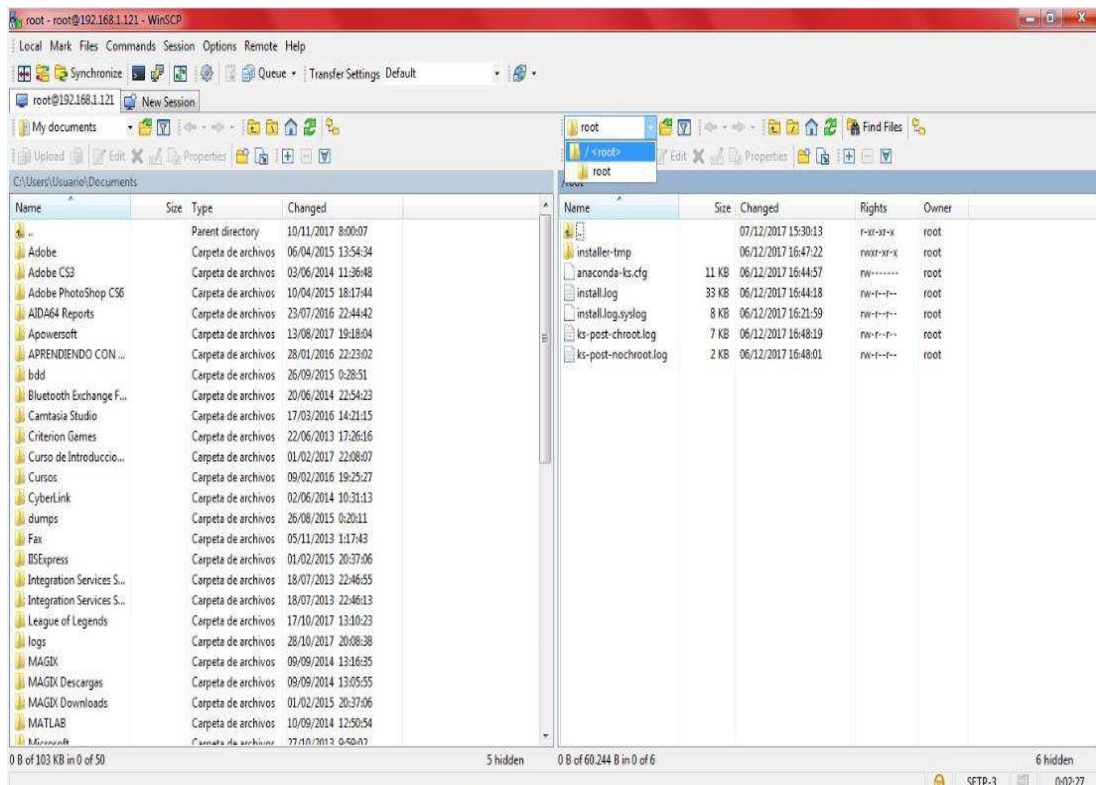 root - root@192.168.1.121 - WinSCP
Local Mark Files Commands Session Options Remote Help
Synchronize Queue Transfer Settings Default
root@192.168.1.121 New Session
My documents
Upload Edit Properties
C:\Users\Usuario\Documents
Name Size Type Changed
.. Parent directory 10/11/2017 8:00:07
Adobe Carpeta de archivos 06/04/2015 13:54:34
Adobe CS3 Carpeta de archivos 03/06/2014 11:36:48
Adobe PhotoShop CS6 Carpeta de archivos 10/04/2015 18:17:44
AIDA64 Reports Carpeta de archivos 23/07/2016 22:44:42
Apowersoft Carpeta de archivos 13/08/2017 19:18:04
APRENDIENDO CON ... Carpeta de archivos 28/01/2016 22:23:02
bdd Carpeta de archivos 26/09/2015 0:28:51
Bluetooth Exchange F... Carpeta de archivos 20/06/2014 22:54:23
Camtasia Studio Carpeta de archivos 17/03/2016 14:21:15
Criterion Games Carpeta de archivos 22/06/2013 17:26:16
Curso de Introduccio... Carpeta de archivos 01/02/2017 22:08:07
Cursos Carpeta de archivos 09/02/2016 19:25:27
CyberLink Carpeta de archivos 02/06/2014 10:31:13
dumps Carpeta de archivos 26/08/2015 0:20:11
Fax Carpeta de archivos 05/11/2013 1:17:43
IISExpress Carpeta de archivos 01/02/2015 20:37:06
Integration Services S... Carpeta de archivos 18/07/2013 22:46:55
Integration Services S... Carpeta de archivos 18/07/2013 22:46:13
League of Legends Carpeta de archivos 17/10/2017 13:10:23
logs Carpeta de archivos 28/10/2017 20:08:38
MAGIX Carpeta de archivos 09/09/2014 13:16:35
MAGIX Descargas Carpeta de archivos 09/09/2014 13:05:55
MAGIX Downloads Carpeta de archivos 01/02/2015 20:37:06
MATLAB Carpeta de archivos 10/09/2014 12:50:54
Microsoft Carpeta de archivos 27/10/2013 9:59:02
0 B of 103 KB in 0 of 50 5 hidden
root Find Files
/ <root>
root
Edit Properties
/root
Name Size Changed Rights Owner
.. 07/12/2017 15:30:13 r-xr-xr-x root
installer-tmp 06/12/2017 16:47:22 rwxr-xr-x root
anaconda-ks.cfg 11 KB 06/12/2017 16:44:57 rw------- root
install.log 33 KB 06/12/2017 16:44:18 rw-r--r-- root
install.log.syslog 8 KB 06/12/2017 16:21:59 rw-r--r-- root
ks-post-chroot.log 7 KB 06/12/2017 16:48:19 rw-r--r-- root
ks-post-nochroot.log 2 KB 06/12/2017 16:48:01 rw-r--r-- root
0 B of 60.244 B in 0 of 6 6 hidden
SFTP-3 0:02:27